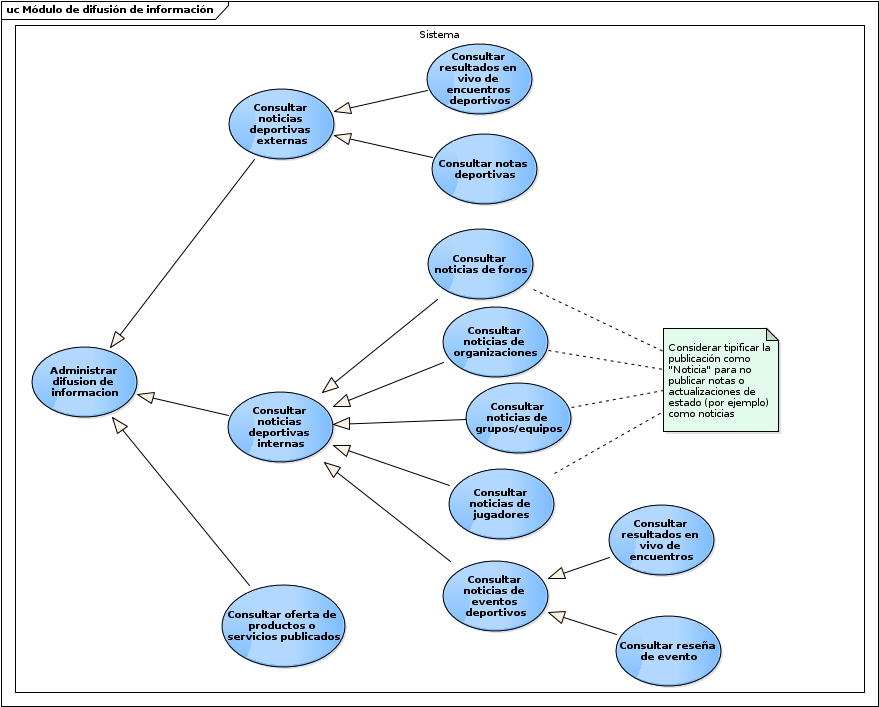 uc Módulo de difusión de información
Sistema
Consultar
resultados en
vivo de
encuentros
deportivos
Consultar
noticias
deportivas
externas
Consultar notas
deportivas
Consultar
noticias de foros
Consultar
noticias de
organizaciones
Considerar tipificar la
publicación como
"Noticia" para no
publicar notas o
actualizaciones de
estado (por ejemplo)
como noticias
Administrar
difusion de
informacion
Consultar
noticias
deportivas
internas
Consultar
noticias de
grupos/equipos
Consultar
noticias de
jugadores
Consultar
resultados en
vivo de
encuentros
Consultar
noticias de
eventos
deportivos
Consultar oferta de
productos o
servicios publicados
Consultar reseña
de evento